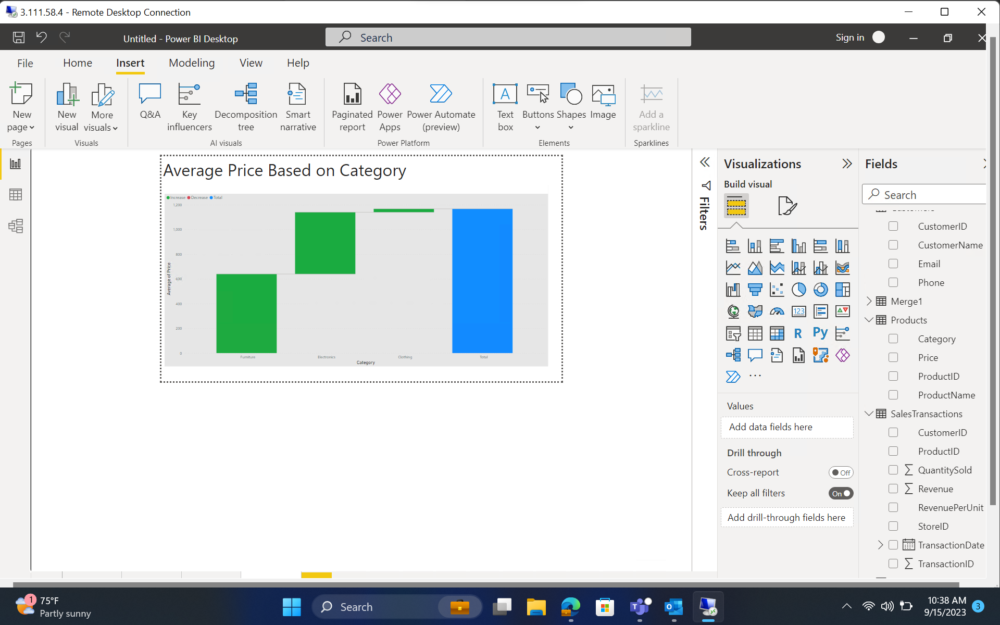 3.111.58.4 - Remote Desktop Connection
Untitled - Power BI Desktop
Search
Sign in
File
Home
Insert
Modeling
View
Help
New page
New visual
More visuals
Q&A
Key influencers
Decomposition tree
Smart narrative
Paginated report
Power Apps
Power Automate (preview)
Text box
Buttons
Shapes
Image
Add a sparkline
Pages
Visuals
AI visuals
Power Platform
Elements
Sparklines
Average Price Based on Category
Increase Decrease Total
1,200
1,000
800
600
400
200
0
Average of Price
Furniture
Electronics
Clothing
Total
Category
Filters
Visualizations
Build visual
123
R
Py
Values
Add data fields here
Drill through
Cross-report
Off
Keep all filters
On
Add drill-through fields here
Fields
Search
CustomerID
CustomerName
Email
Phone
Merge1
Products
Category
Price
ProductID
ProductName
SalesTransactions
CustomerID
ProductID
QuantitySold
Revenue
RevenuePerUnit
StoreID
TransactionDate
TransactionID
1
75°F
Partly sunny
Search
10:38 AM
9/15/2023
3